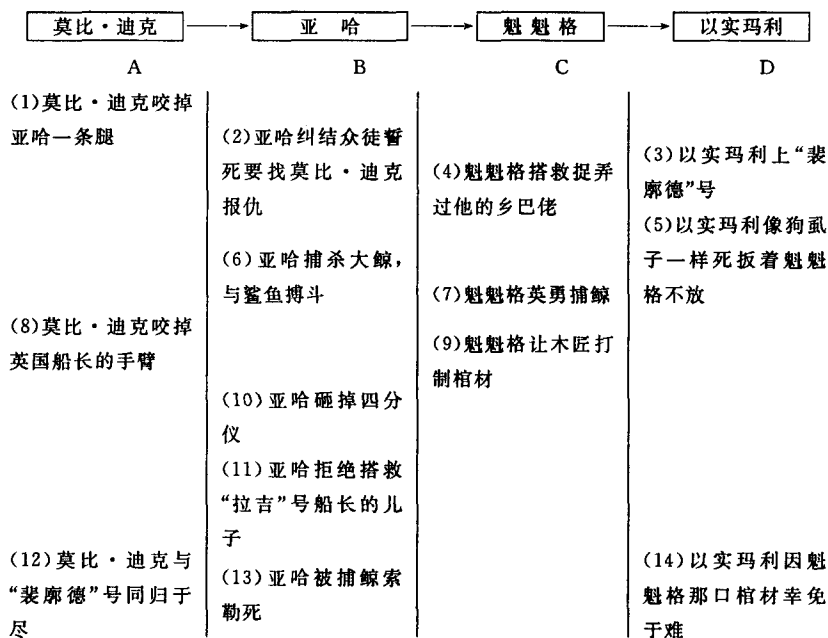 莫比·迪克
亚 哈
魁 魁 格
以实玛利
A
B
C
D
(1)莫比·迪克咬掉
亚哈一条腿
(8)莫比·迪克咬掉
英国船长的手臂
(12)莫比·迪克与
“裴廓德”号同归于
尽
(2)亚哈纠结众徒誓
死要找莫比·迪克
报仇
(6)亚哈捕杀大鲸，
与鲨鱼搏斗
(10)亚哈砸掉四分
仪
(11)亚哈拒绝搭救
“拉吉”号船长的儿
子
(13)亚哈被捕鲸索
勒死
(4)魁魁格搭救捉弄
过他的乡巴佬
(7)魁魁格英勇捕鲸
(9)魁魁格让木匠打
制棺材
(3)以实玛利上“裴
廓德”号
(5)以实玛利像狗虱
子一样死扳着魁魁
格不放
(14)以实玛利因魁
魁格那口棺材幸免
于难